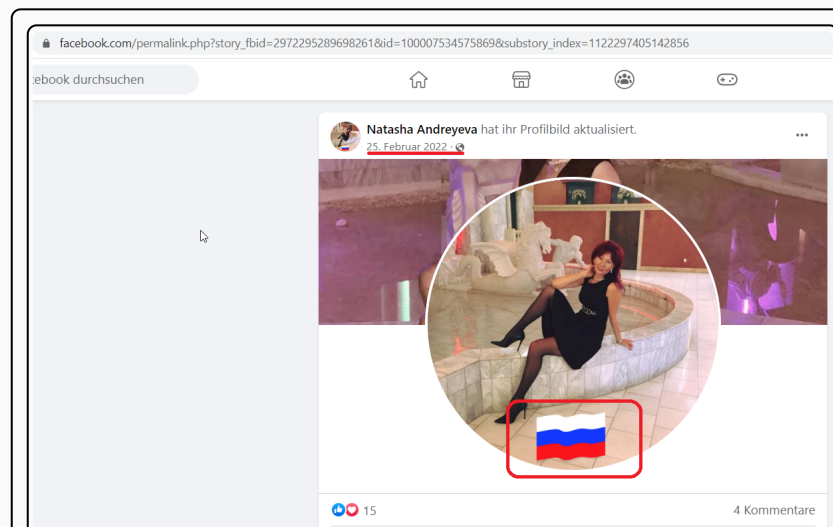 facebook.com/permalink.php?story_fbid=2972295289698261&id=100007534575869&substory_index=1122297405142856
cebook durchsuchen
Natasha Andreyeva hat ihr Profilbild aktualisiert.
25. Februar 2022 ·
15
4 Kommentare